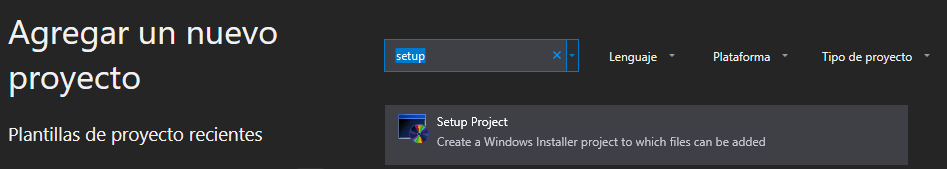 Agregar un nuevo
proyecto
setup
Lenguaje
Plataforma
Tipo de proyecto
Plantillas de proyecto recientes
Setup Project
Create a Windows Installer project to which files can be added